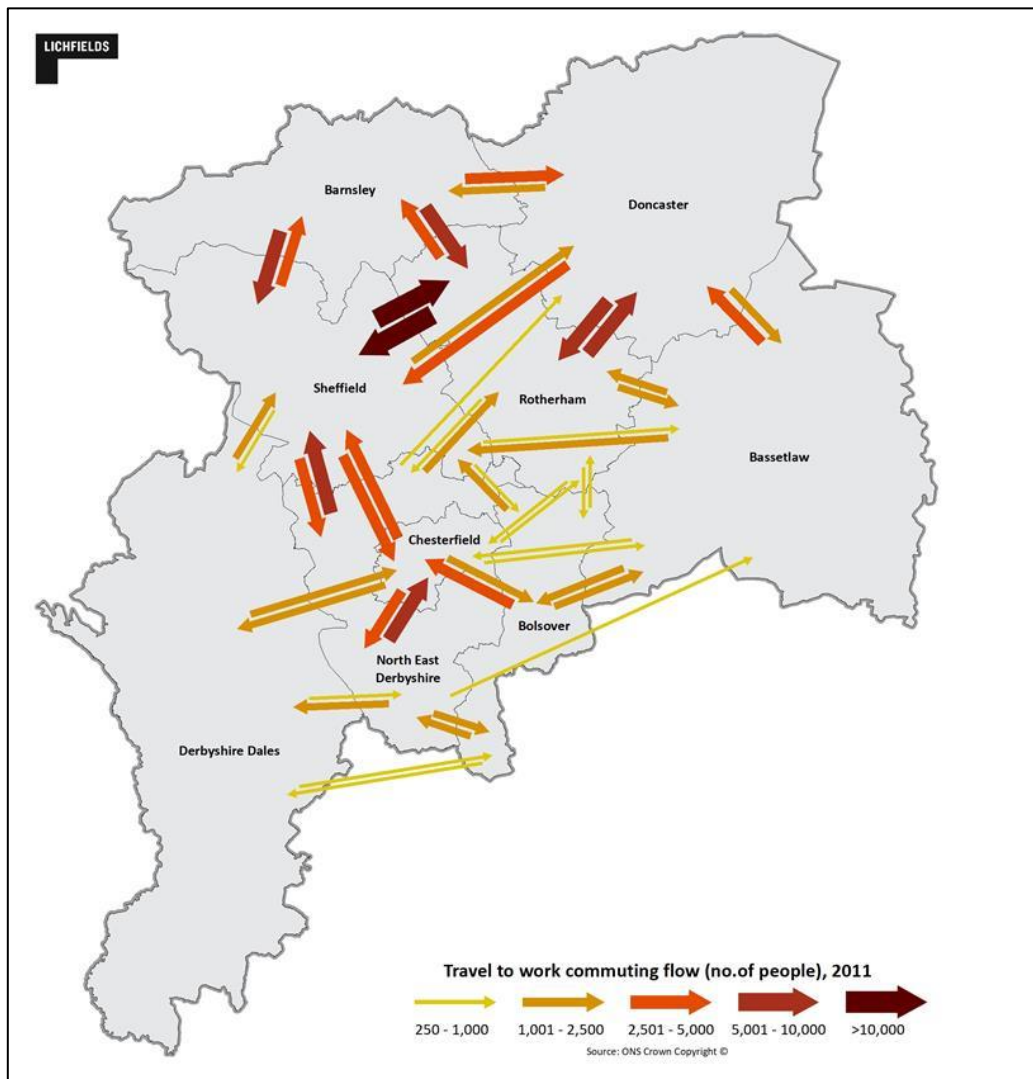 LICHFIELDS
Barnsley
Doncaster
Sheffield
Rotherham
Bassetlaw
Chesterfield
Bolsover
North East
Derbyshire
Derbyshire Dales
Travel to work commuting flow (no.of people), 2011
250 - 1,000
1,001 - 2,500
2,501 - 5,000
5,001 - 10,000
>10,000
Source: ONS Crown Copyright ©